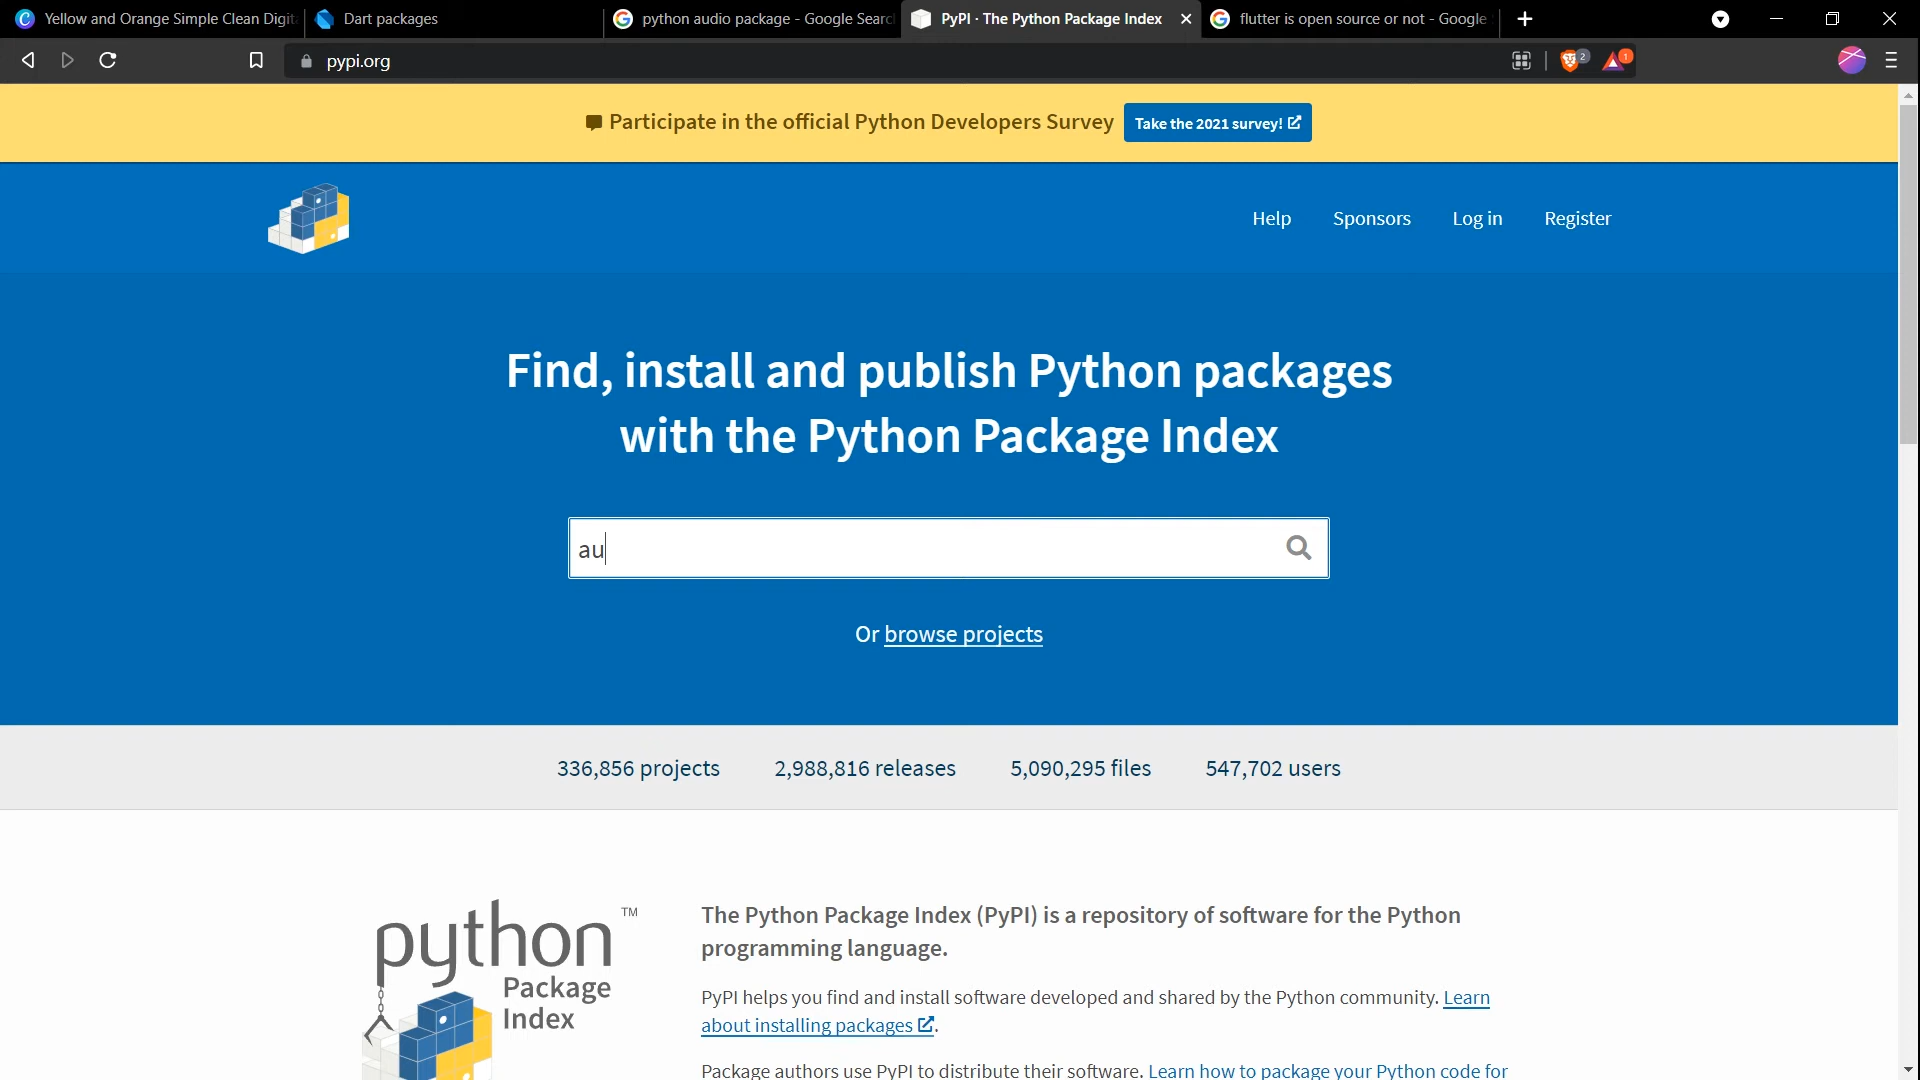 Yellow and Orange Simple Clean Digit
Dart packages
python audio package - Google Searc
PyPI · The Python Package Index
flutter is open source or not - Google
pypi.org
2
1
Participate in the official Python Developers Survey
Take the 2021 survey!
Help
Sponsors
Log in
Register
Find, install and publish Python packages
with the Python Package Index
au
Or browse projects
336,856 projects
2,988,816 releases
5,090,295 files
547,702 users
python TM
Package
Index
The Python Package Index (PyPI) is a repository of software for the Python
programming language.
PyPI helps you find and install software developed and shared by the Python community. Learn
about installing packages.
Package authors use PyPI to distribute their software. Learn how to package your Python code for